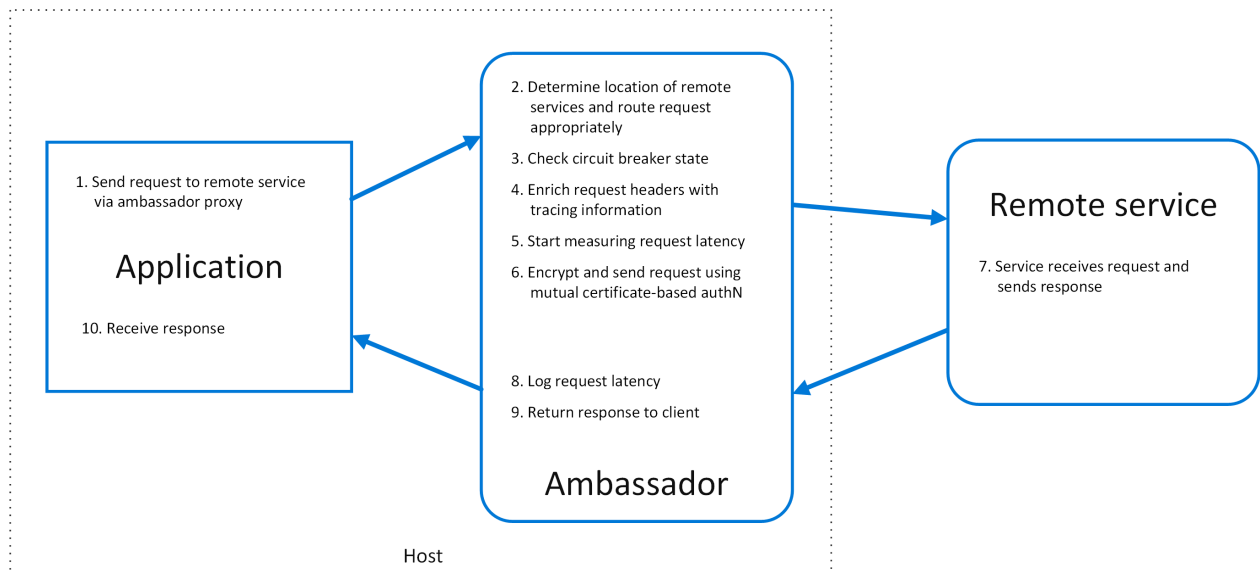 1. Send request to remote service
via ambassador proxy
Application
10. Receive response
2. Determine location of remote
services and route request
appropriately
3. Check circuit breaker state
4. Enrich request headers with
tracing information
5. Start measuring request latency
6. Encrypt and send request using
mutual certificate-based authN
8. Log request latency
9. Return response to client
Ambassador
Remote service
7. Service receives request and
sends response
Host